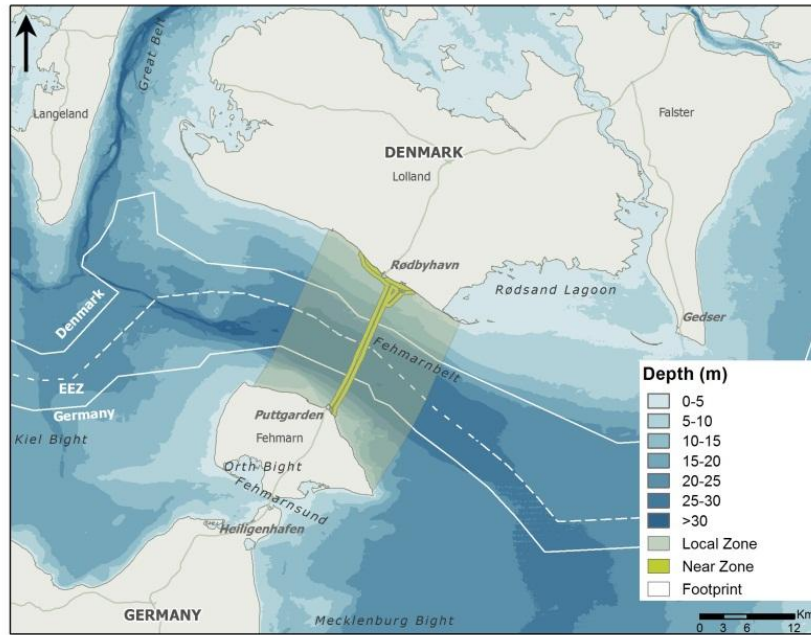 Great Belt
Langeland
Falster
DENMARK
Lolland
Rødbyhavn
Rødsand Lagoon
Gedser
Denmark
Fehmarnbelt
EEZ
Germany
Kiel Bight
Puttgarden
Fehmarn
Orth Bight
Fehmarnsund
Heiligenhafen
GERMANY
Mecklenburg Bight
Depth (m)
0-5
5-10
10-15
15-20
20-25
25-30
>30
Local Zone
Near Zone
Footprint
Km
0 3 6 12